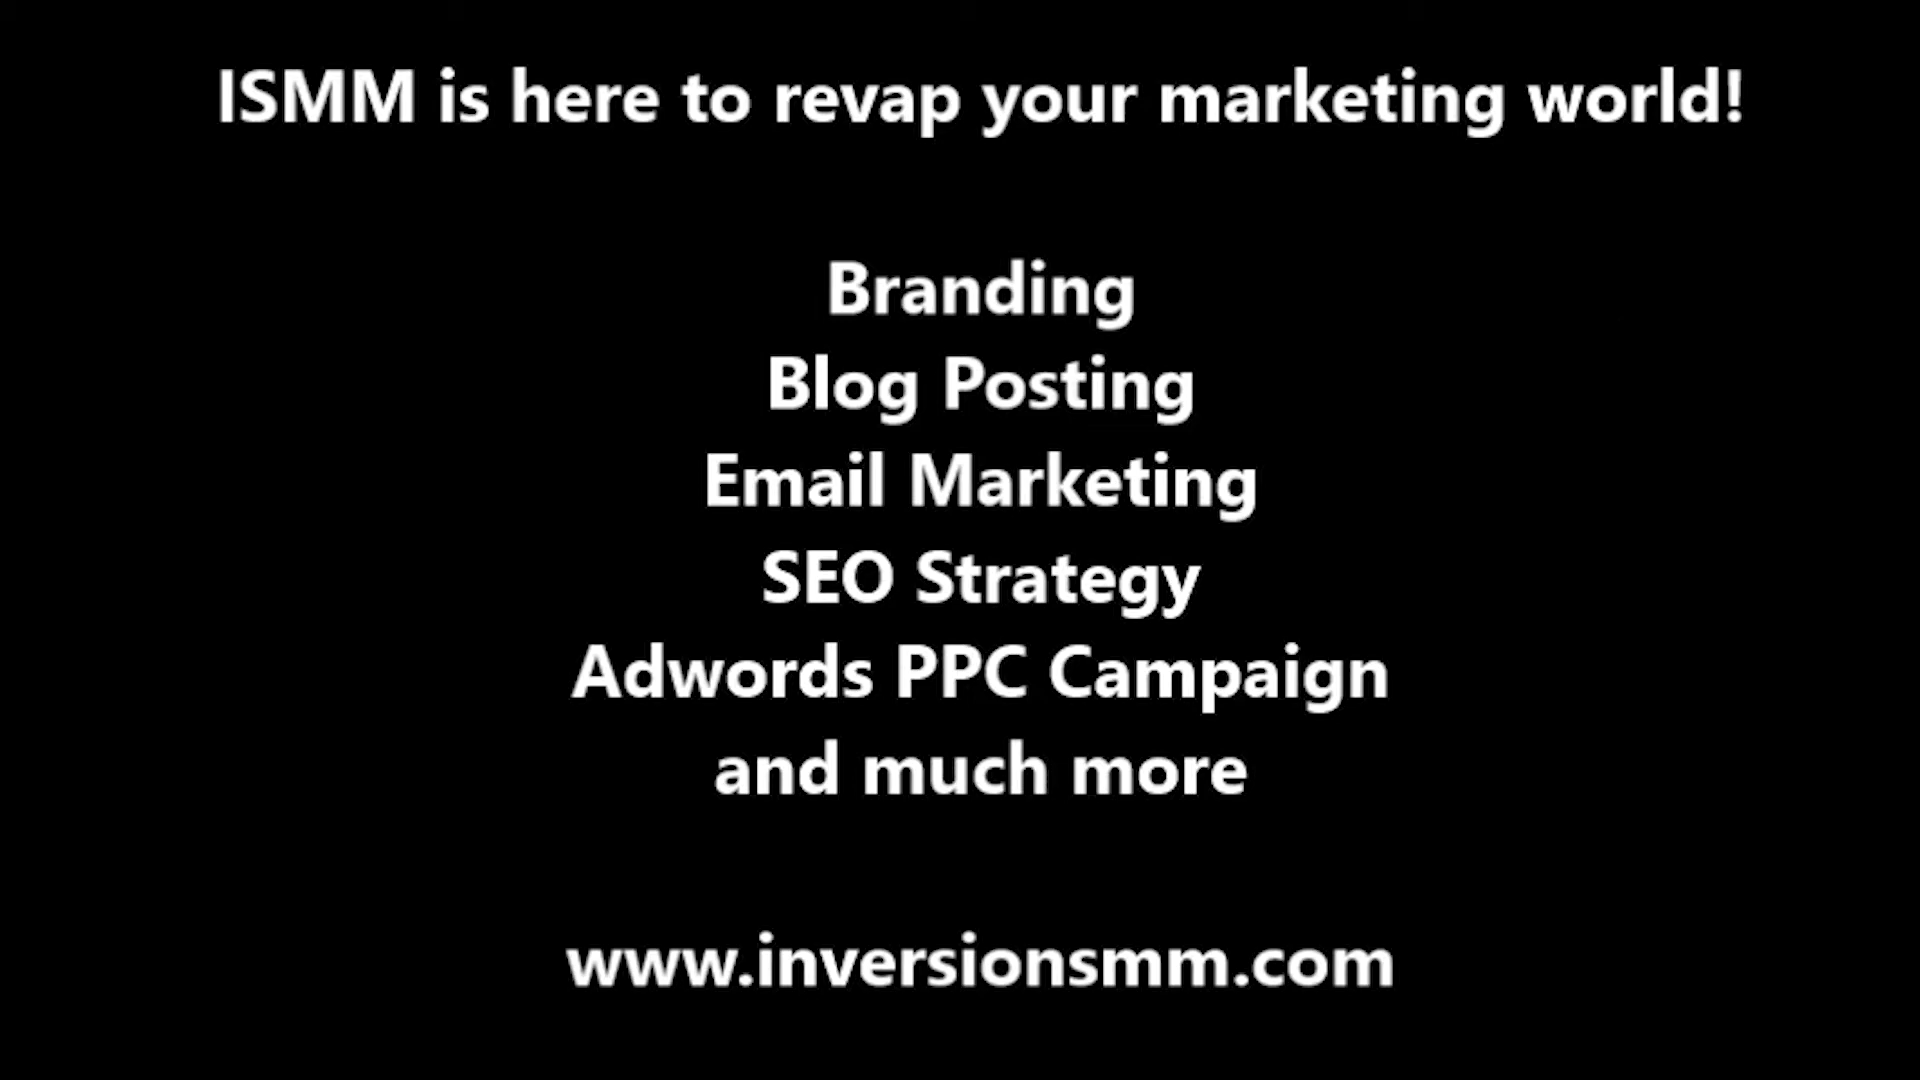 ISMM is here to revap your marketing world!
Branding
Blog Posting
Email Marketing
SEO Strategy
Adwords PPC Campaign
and much more
www.inversionsmm.com